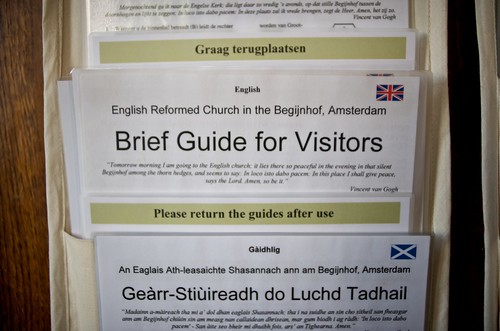 Morgenochtend ga ik naar de Engelse Kerk; die ligt daar zo vredig 's avonds, op dat stille Begijnhof tussen de
doornhagen en lijkt te zeggen: In loco isto dabo pacem: In deze plaats zal ik vrede brengen, zegt de Heer. Amen, het zij zo.
Vincent van Gogh
worden van
Graag terugplaatsen
English
English Reformed Church in the Begijnhof, Amsterdam
Brief Guide for Visitors
"Tomorrow morning I am going to the English church; it lies there so peaceful in the evening in that silent
Begijnhof among the thorn hedges, and seems to say: In loco isto dabo pacem: In this place I shall give peace,
says the Lord. Amen, so be it."
Vincent van Gogh
Please return the guides after use
Gàidhlig
An Eaglais Ath-leasaichte Shasannach ann am Begijnhof, Amsterdam
Geàrr-Stiùireadh do Luchd Tadhail
"Madainn a-màireach tha mi a' dol dhan eaglais Shasannach: tha i na suidhe an sin cho sìtheil san fheasgar
ann am Begijnhof chiùin sin am measg nan callaidean dhrisean, mar gum biodh i ag ràdh: In loco isto dabo
pacem - San àite seo bheir mi dhuibh fois, ars' an Tighearna. Amen."